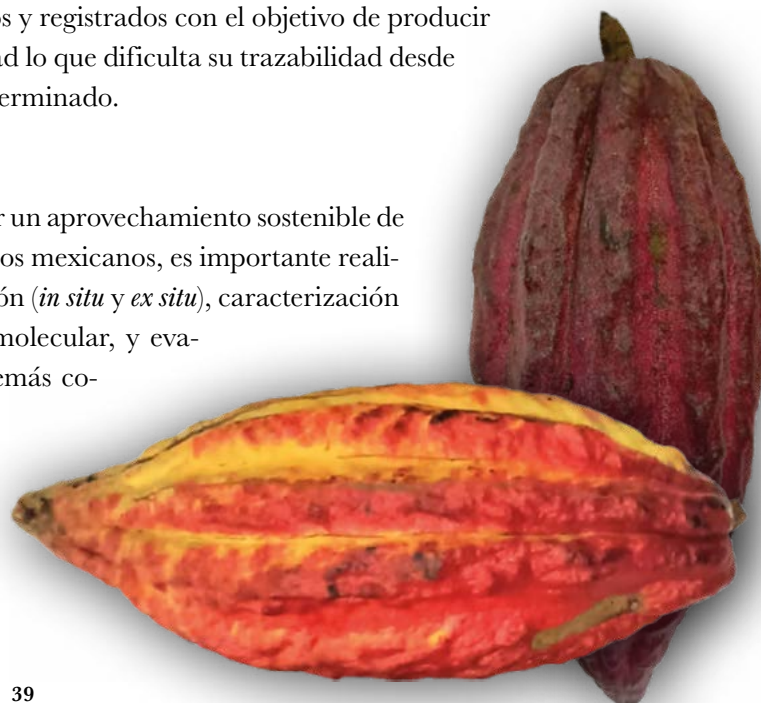 os y registrados con el objetivo de producir
ad lo que dificulta su trazabilidad desde
erminado.
r un aprovechamiento sostenible de
os mexicanos, es importante reali-
ón (in situ y ex situ), caracterización
molecular, y eva-
emás co-
39